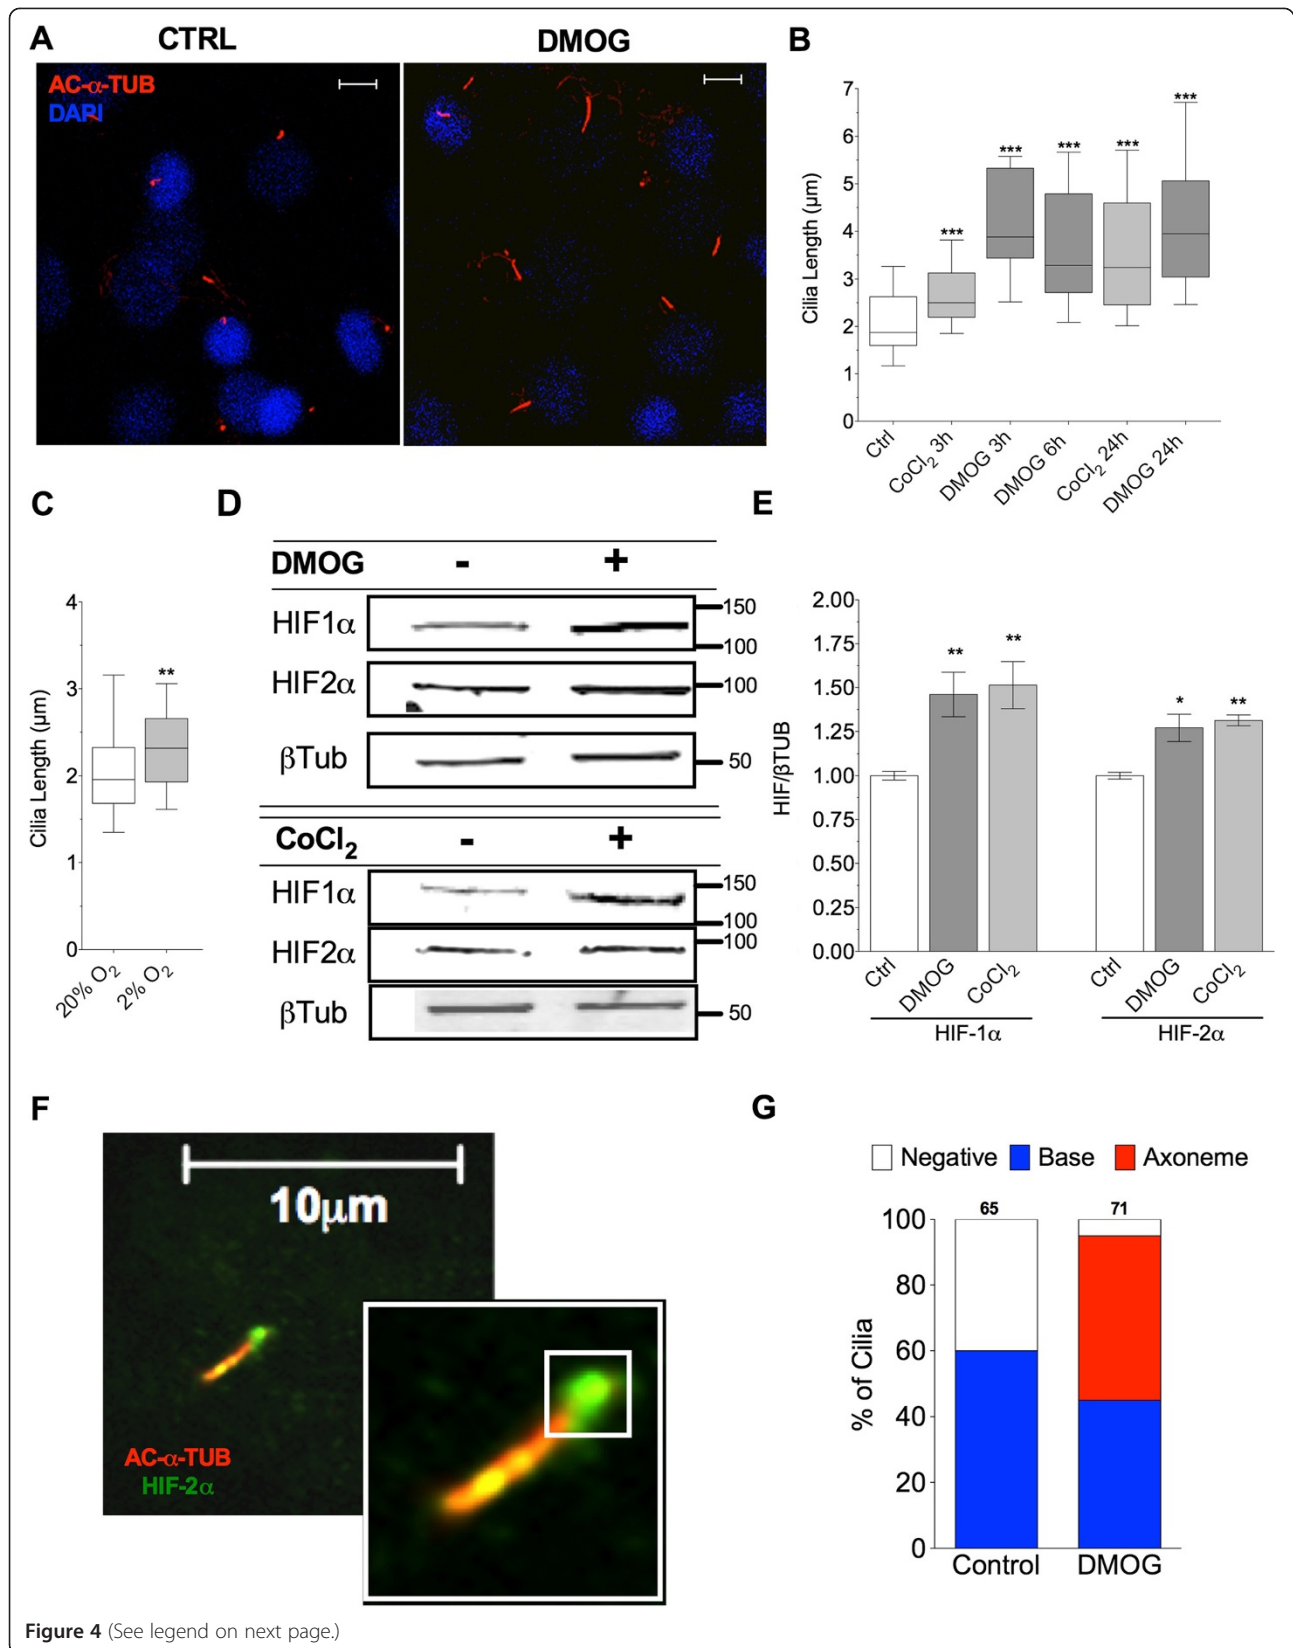 A
CTRL
DMOG
AC-α-TUB
DAPI
B
Cilia Length (µm)
7
6
5
4
3
2
1
0
***
***
***
***
***
Ctrl
CoCl2 3h
DMOG 3h
DMOG 6h
CoCl2 24h
DMOG 24h
C
Cilia Length (µm)
4
3
2
1
0
**
20% O2
2% O2
D
DMOG - +
HIF1α
150
100
HIF2α
100
βTub
50
CoCl2 - +
HIF1α
150
100
HIF2α
100
βTub
50
E
HIF/βTUB
2.00
1.75
1.50
1.25
1.00
0.75
0.50
0.25
0.00
**
**
*
**
Ctrl
DMOG
CoCl2
Ctrl
DMOG
CoCl2
HIF-1α
HIF-2α
F
10µm
AC-α-TUB
HIF-2α
G
Negative Base Axoneme
% of Cilia
65 71
100
80
60
40
20
0
Control DMOG
Figure 4 (See legend on next page.)